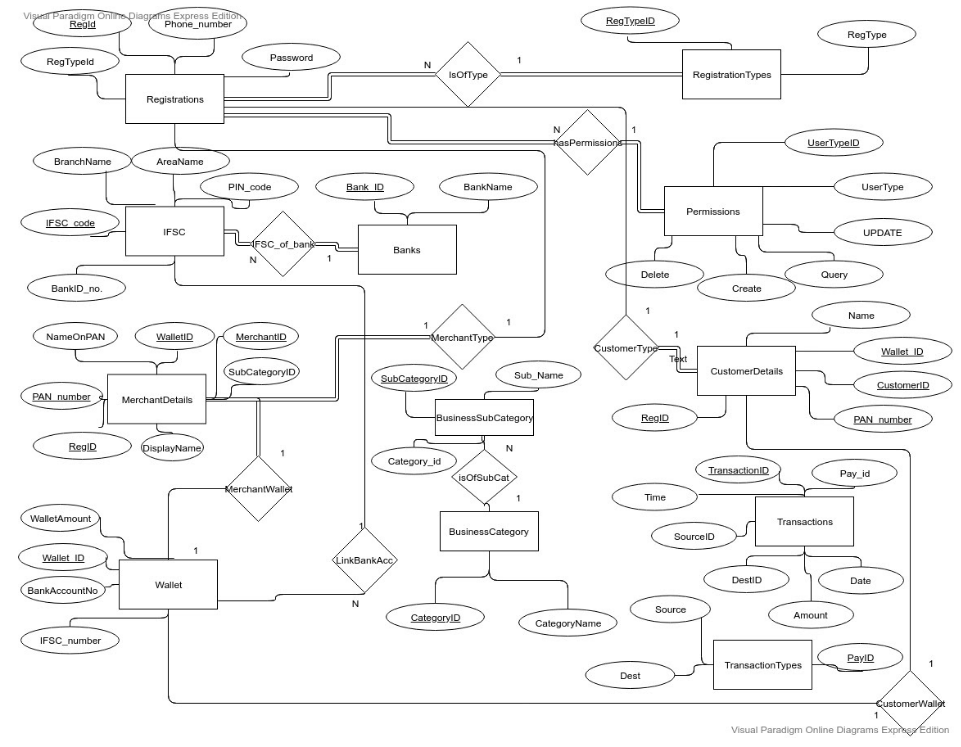 Visual Paradigm Online Diagrams Express Edition
RegId
Phone_number
RegTypeID
RegType
RegTypeId
Password
N
IsOfType
1
RegistrationTypes
Registrations
N
hasPermissions
1
UserTypeID
BranchName
AreaName
PIN_code
Bank_ID
BankName
UserType
IFSC_code
IFSC
IFSC_of_bank
N
1
Banks
Permissions
UPDATE
BankID_no.
Delete
Create
Query
NameOnPAN
WalletID
MerchantID
1
MerchantType
1
1
Name
CustomerType
1
Text
CustomerDetails
Wallet_ID
SubCategoryID
SubCategoryID
Sub_Name
CustomerID
PAN_number
MerchantDetails
RegID
PAN_number
RegID
DisplayName
BusinessSubCategory
Category_id
N
1
isOfSubCat
1
TransactionID
Pay_id
MerchantWallet
Time
WalletAmount
1
1
BusinessCategory
SourceID
Transactions
Wallet_ID
LinkBankAcc
BankAccountNo
Wallet
N
DestID
Date
IFSC_number
CategoryID
CategoryName
Source
Amount
Dest
TransactionTypes
PayID
1
CustomerWallet
1
Visual Paradigm Online Diagrams Express Edition